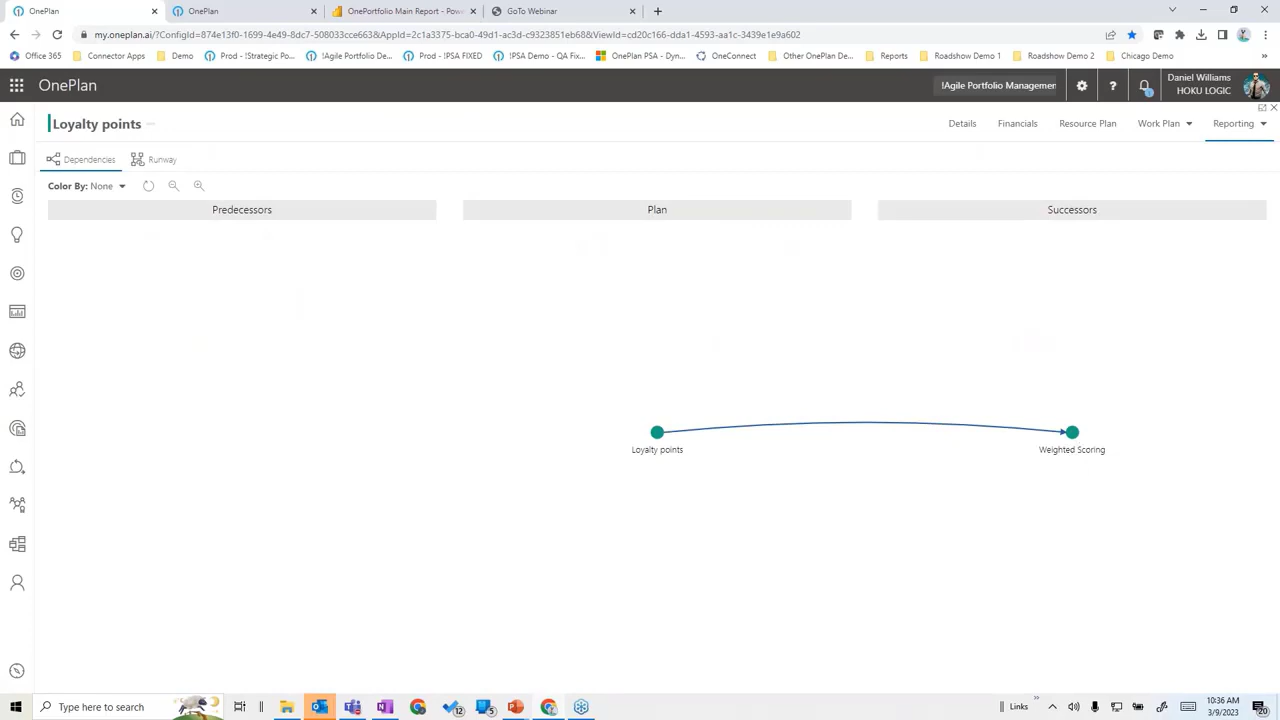 OnePlan
OnePlan
OnePortfolio Main Report - Powe
GoTo Webinar
my.oneplan.ai/?ConfigId=874e13f0-1699-4e49-8dc7-508033cce663&AppId=2c1a3375-bca0-49d1-ac3d-c9323851eb68&ViewId=cd20c166-dda1-4593-aa1c-3439e1e9a602
Office 365
Connector Apps
Demo
Prod - !Strategic Po...
!Agile Portfolio De...
Prod - !PSA FIXED
!PSA Demo - QA Fix...
OnePlan PSA - Dyn...
OneConnect
Other OnePlan De...
Reports
Roadshow Demo 1
Roadshow Demo 2
Chicago Demo
»
OnePlan
!Agile Portfolio Managemen
Daniel Williams
HOKU LOGIC
Loyalty points
Details
Financials
Resource Plan
Work Plan
Reporting
Dependencies
Runway
Color By: None
Predecessors
Plan
Successors
Loyalty points
Weighted Scoring
Type here to search
12
5
Links
10:36 AM
3/9/2023
20